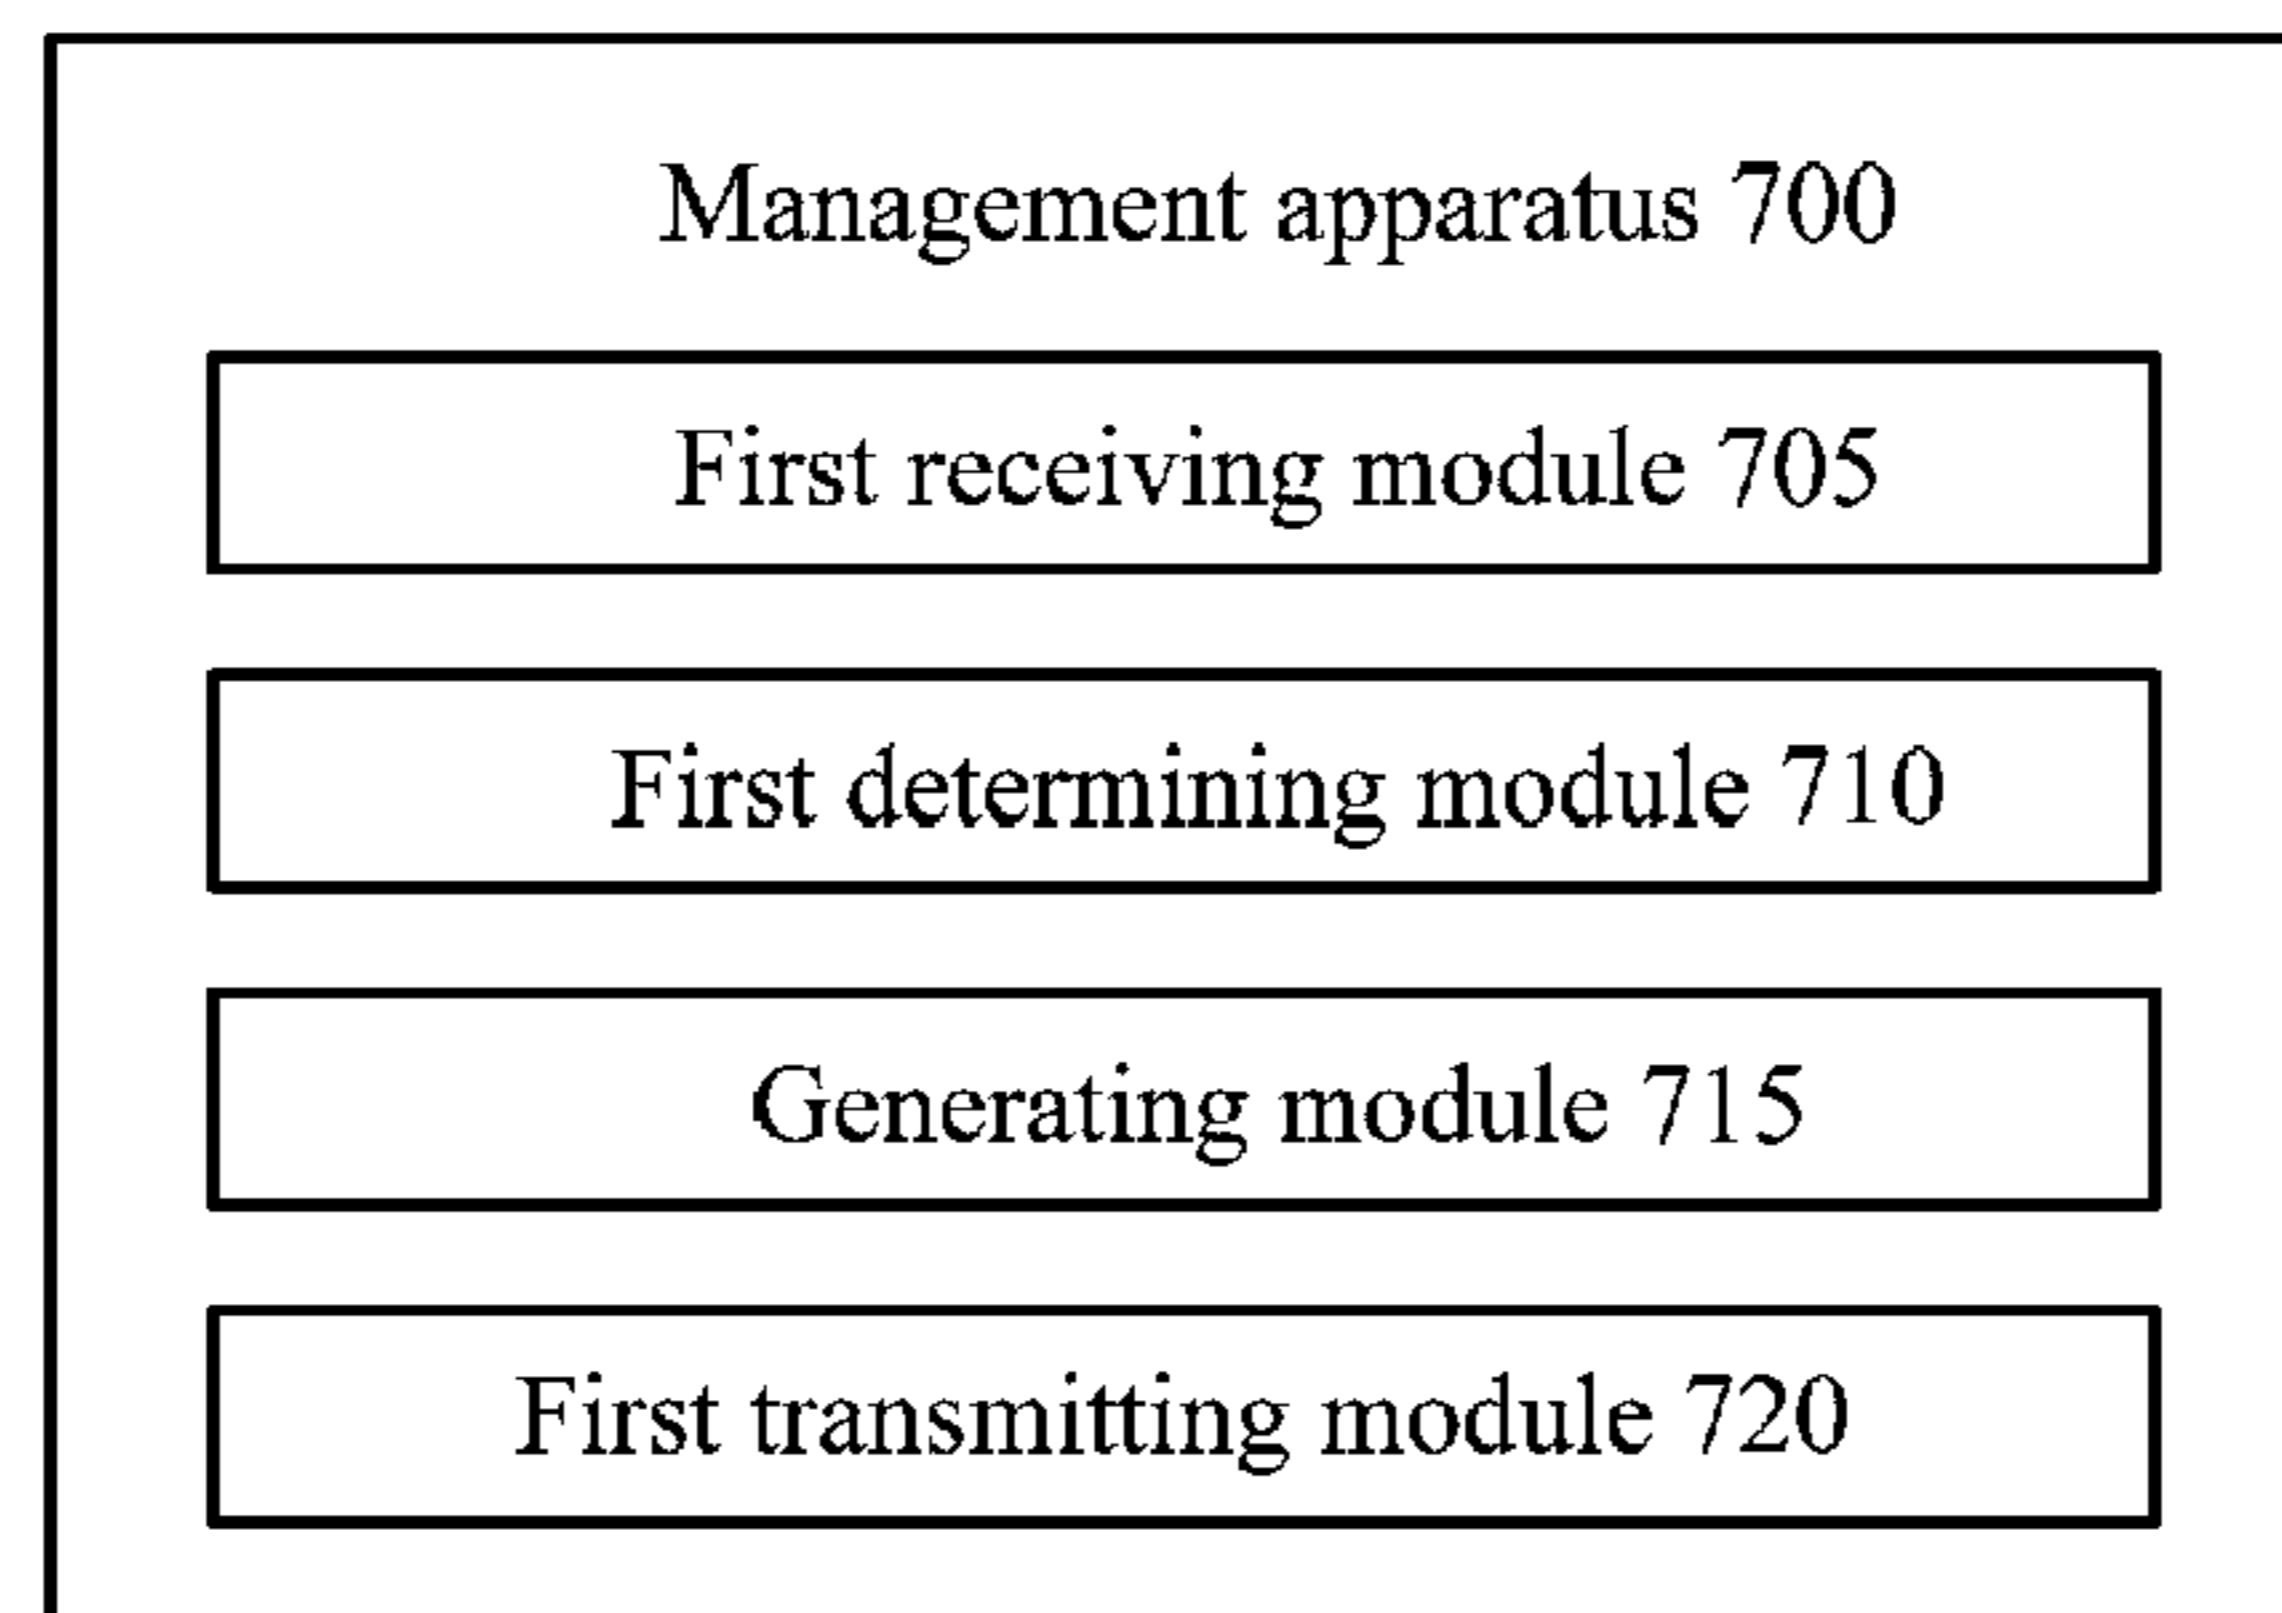 Management apparatus 700
First receiving module 705
First determining module 710
Generating module 715
First transmitting module 720